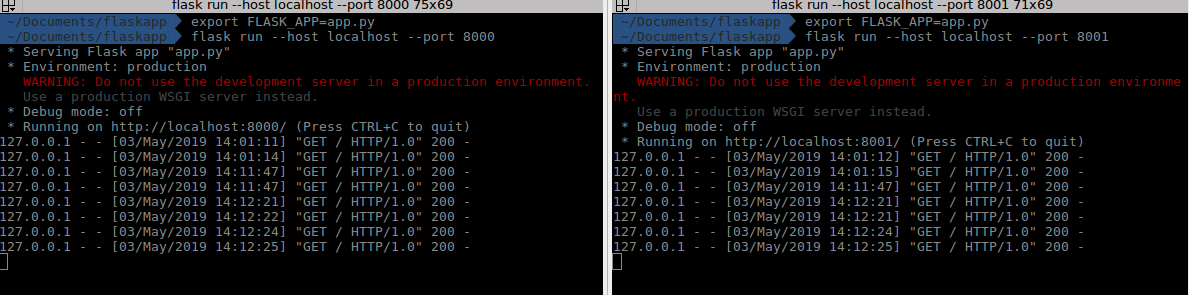 flask run --host localhost --port 8000 75x69
~/Documents/flaskapp export FLASK_APP=app.py
~/Documents/flaskapp flask run --host localhost --port 8000
* Serving Flask app "app.py"
* Environment: production
WARNING: Do not use the development server in a production environment.
Use a production WSGI server instead.
* Debug mode: off
* Running on http://localhost:8000/ (Press CTRL+C to quit)
127.0.0.1 - - [03/May/2019 14:01:11] "GET / HTTP/1.0" 200 -
127.0.0.1 - - [03/May/2019 14:01:14] "GET / HTTP/1.0" 200 -
127.0.0.1 - - [03/May/2019 14:11:47] "GET / HTTP/1.0" 200 -
127.0.0.1 - - [03/May/2019 14:11:47] "GET / HTTP/1.0" 200 -
127.0.0.1 - - [03/May/2019 14:12:21] "GET / HTTP/1.0" 200 -
127.0.0.1 - - [03/May/2019 14:12:22] "GET / HTTP/1.0" 200 -
127.0.0.1 - - [03/May/2019 14:12:24] "GET / HTTP/1.0" 200 -
127.0.0.1 - - [03/May/2019 14:12:25] "GET / HTTP/1.0" 200 -
flask run --host localhost --port 8001 71x69
~/Documents/flaskapp export FLASK_APP=app.py
~/Documents/flaskapp flask run --host localhost --port 8001
* Serving Flask app "app.py"
* Environment: production
WARNING: Do not use the development server in a production environme
nt.
Use a production WSGI server instead.
* Debug mode: off
* Running on http://localhost:8001/ (Press CTRL+C to quit)
127.0.0.1 - - [03/May/2019 14:01:12] "GET / HTTP/1.0" 200 -
127.0.0.1 - - [03/May/2019 14:01:15] "GET / HTTP/1.0" 200 -
127.0.0.1 - - [03/May/2019 14:11:47] "GET / HTTP/1.0" 200 -
127.0.0.1 - - [03/May/2019 14:12:21] "GET / HTTP/1.0" 200 -
127.0.0.1 - - [03/May/2019 14:12:21] "GET / HTTP/1.0" 200 -
127.0.0.1 - - [03/May/2019 14:12:24] "GET / HTTP/1.0" 200 -
127.0.0.1 - - [03/May/2019 14:12:25] "GET / HTTP/1.0" 200 -